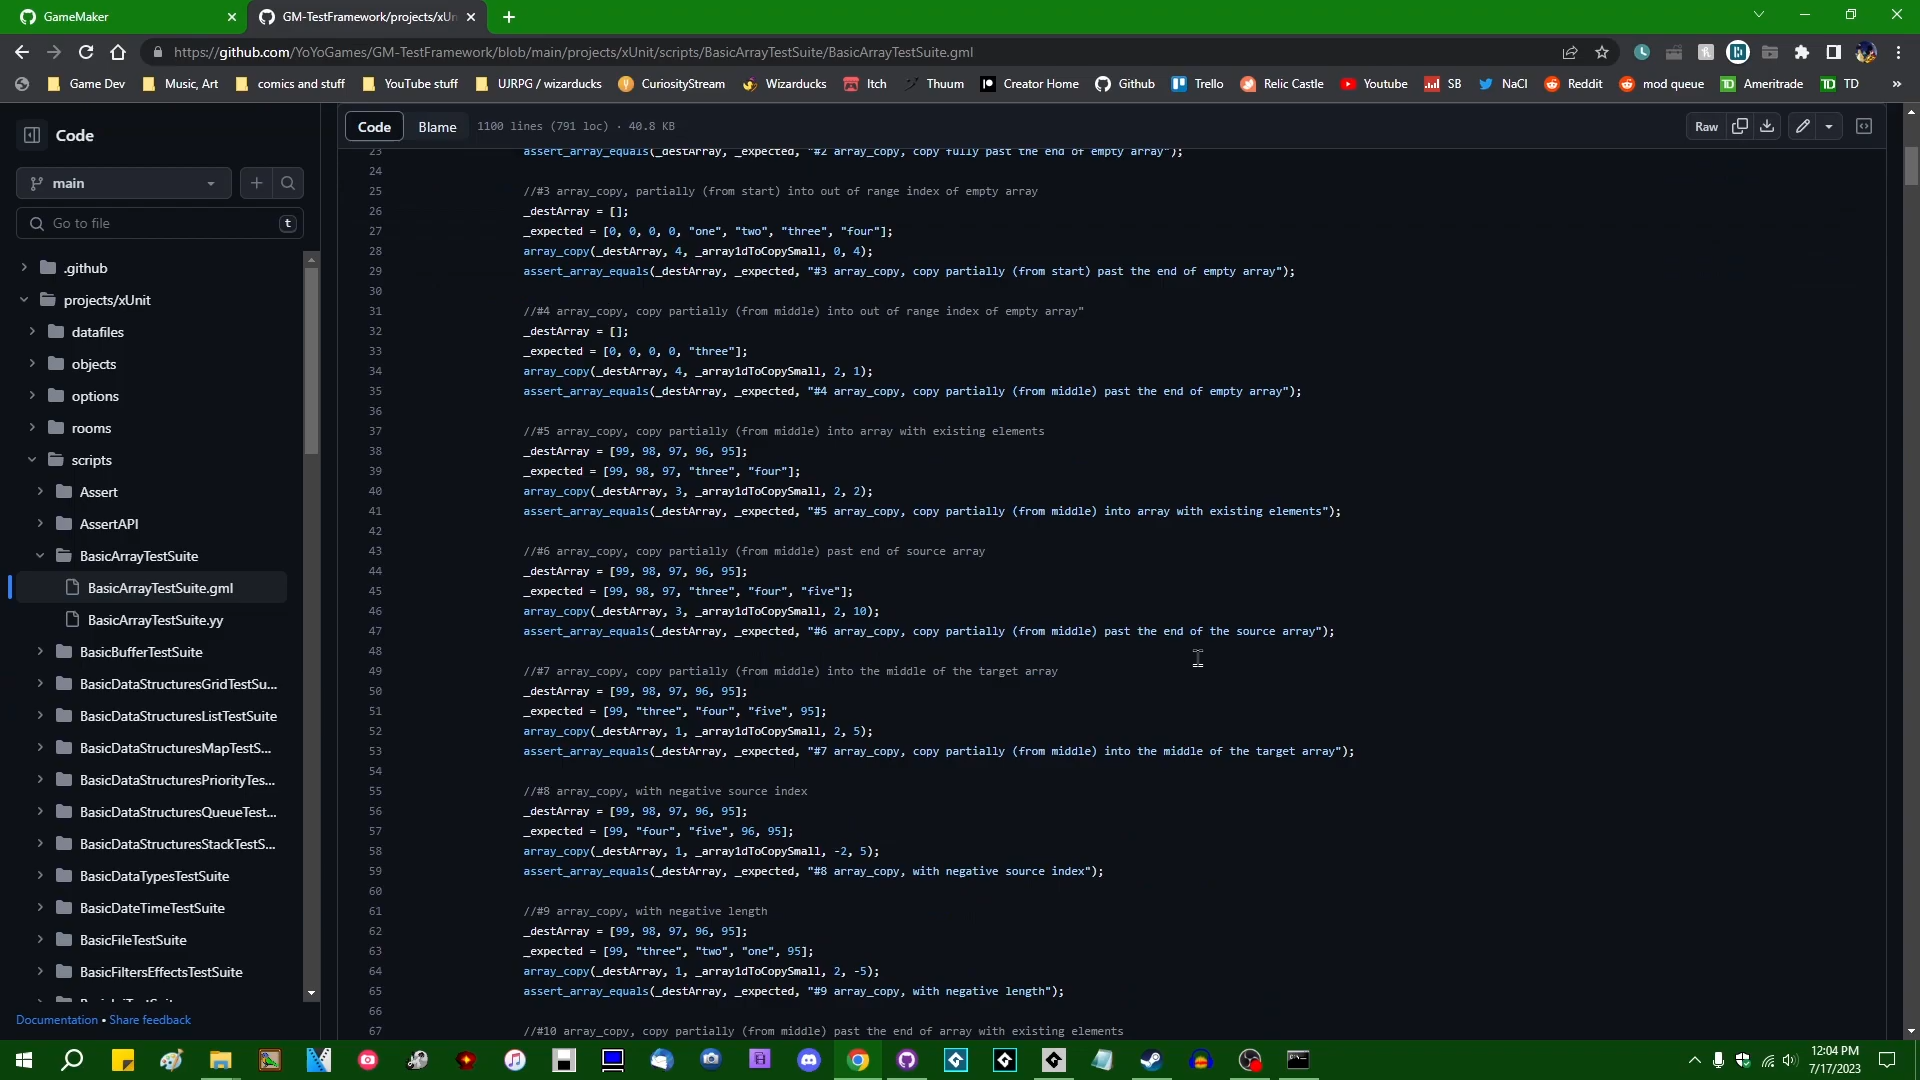 GameMaker
GM-TestFramework/projects/xUn
https://github.com/YoYoGames/GM-TestFramework/blob/main/projects/xUnit/scripts/BasicArrayTestSuite/BasicArrayTestSuite.gml
Game Dev
Music, Art
comics and stuff
YouTube stuff
UJRPG / wizarducks
CuriosityStream
Wizarducks
Itch
Thuum
Creator Home
Github
Trello
Relic Castle
Youtube
SB
NaCl
Reddit
mod queue
Ameritrade
TD
»
Code
main
Go to file
t
.github
projects/xUnit
datafiles
objects
options
rooms
scripts
Assert
AssertAPI
BasicArrayTestSuite
BasicArrayTestSuite.gml
BasicArrayTestSuite.yy
BasicBufferTestSuite
BasicDataStructuresGridTestSu...
BasicDataStructuresListTestSuite
BasicDataStructuresMapTestS...
BasicDataStructuresPriorityTes...
BasicDataStructuresQueueTest...
BasicDataStructuresStackTestS...
BasicDataTypesTestSuite
BasicDateTimeTestSuite
BasicFileTestSuite
BasicFiltersEffectsTestSuite
Documentation • Share feedback
Code Blame 1100 lines (791 loc) · 40.8 KB
Raw
23 assert_array_equals(_destArray, _expected, "#2 array_copy, copy fully past the end of empty array");
24
25 //#3 array_copy, partially (from start) into out of range index of empty array
26 _destArray = [];
27 _expected = [0, 0, 0, 0, "one", "two", "three", "four"];
28 array_copy(_destArray, 4, _array1dToCopySmall, 0, 4);
29 assert_array_equals(_destArray, _expected, "#3 array_copy, copy partially (from start) past the end of empty array");
30
31 //#4 array_copy, copy partially (from middle) into out of range index of empty array"
32 _destArray = [];
33 _expected = [0, 0, 0, 0, "three"];
34 array_copy(_destArray, 4, _array1dToCopySmall, 2, 1);
35 assert_array_equals(_destArray, _expected, "#4 array_copy, copy partially (from middle) past the end of empty array");
36
37 //#5 array_copy, copy partially (from middle) into array with existing elements
38 _destArray = [99, 98, 97, 96, 95];
39 _expected = [99, 98, 97, "three", "four"];
40 array_copy(_destArray, 3, _array1dToCopySmall, 2, 2);
41 assert_array_equals(_destArray, _expected, "#5 array_copy, copy partially (from middle) into array with existing elements");
42
43 //#6 array_copy, copy partially (from middle) past end of source array
44 _destArray = [99, 98, 97, 96, 95];
45 _expected = [99, 98, 97, "three", "four", "five"];
46 array_copy(_destArray, 3, _array1dToCopySmall, 2, 10);
47 assert_array_equals(_destArray, _expected, "#6 array_copy, copy partially (from middle) past the end of the source array");
48
49 //#7 array_copy, copy partially (from middle) into the middle of the target array
50 _destArray = [99, 98, 97, 96, 95];
51 _expected = [99, "three", "four", "five", 95];
52 array_copy(_destArray, 1, _array1dToCopySmall, 2, 5);
53 assert_array_equals(_destArray, _expected, "#7 array_copy, copy partially (from middle) into the middle of the target array");
54
55 //#8 array_copy, with negative source index
56 _destArray = [99, 98, 97, 96, 95];
57 _expected = [99, "four", "five", 96, 95];
58 array_copy(_destArray, 1, _array1dToCopySmall, -2, 5);
59 assert_array_equals(_destArray, _expected, "#8 array_copy, with negative source index");
60
61 //#9 array_copy, with negative length
62 _destArray = [99, 98, 97, 96, 95];
63 _expected = [99, "three", "two", "one", 95];
64 array_copy(_destArray, 1, _array1dToCopySmall, 2, -5);
65 assert_array_equals(_destArray, _expected, "#9 array_copy, with negative length");
66
67 //#10 array_copy, copy partially (from middle) past the end of array with existing elements
12:04 PM
7/17/2023